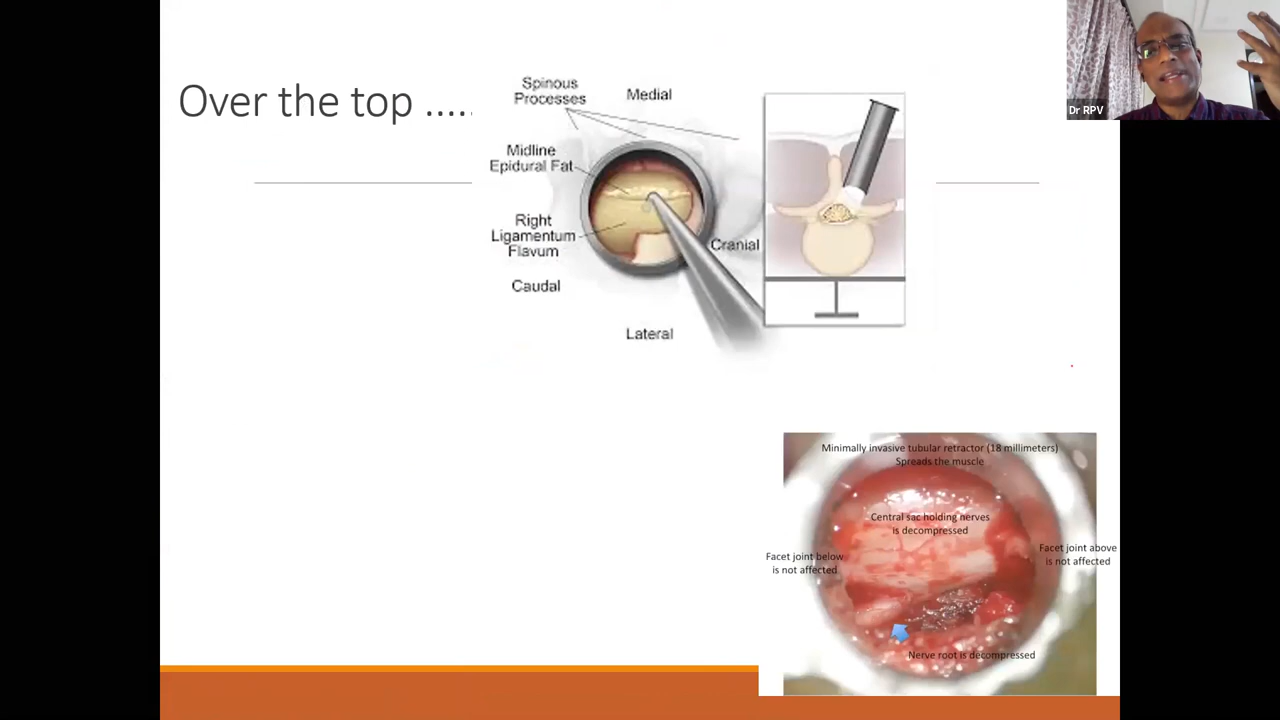 Over the top .....
Spinous
Processes
Medial
Midline
Epidural Fat
Right
Ligamentum
Flavum
Cranial
Caudal
Lateral
Dr RPV
Minimally invasive tubular retractor (18 millimeters)
Spreads the muscle
Central sac holding nerves
is decompressed
Facet joint below
is not affected
Facet joint above
is not affected
Nerve root is decompressed